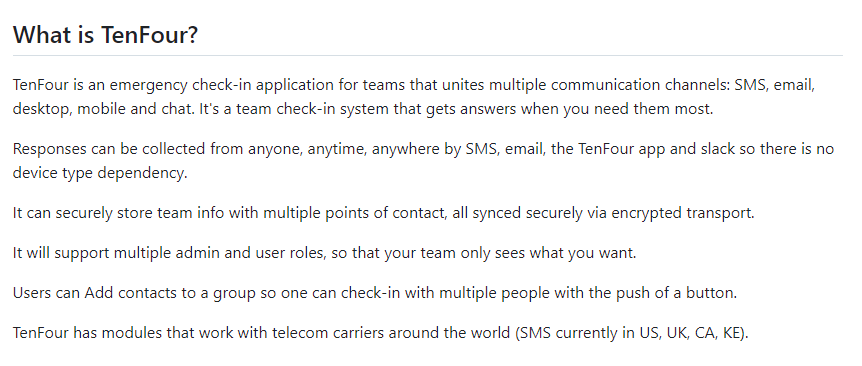 What is TenFour?
TenFour is an emergency check-in application for teams that unites multiple communication channels: SMS, email,
desktop, mobile and chat. It's a team check-in system that gets answers when you need them most.
Responses can be collected from anyone, anytime, anywhere by SMS, email, the TenFour app and slack so there is no
device type dependency.
It can securely store team info with multiple points of contact, all synced securely via encrypted transport.
It will support multiple admin and user roles, so that your team only sees what you want.
Users can Add contacts to a group so one can check-in with multiple people with the push of a button.
TenFour has modules that work with telecom carriers around the world (SMS currently in US, UK, CA, KE).